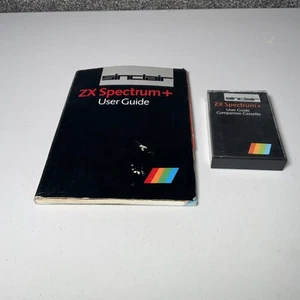 sinclair
ZX Spectrum+
User Guide
sinclair
ZX Spectrum+
User Guide
Companion Cassette